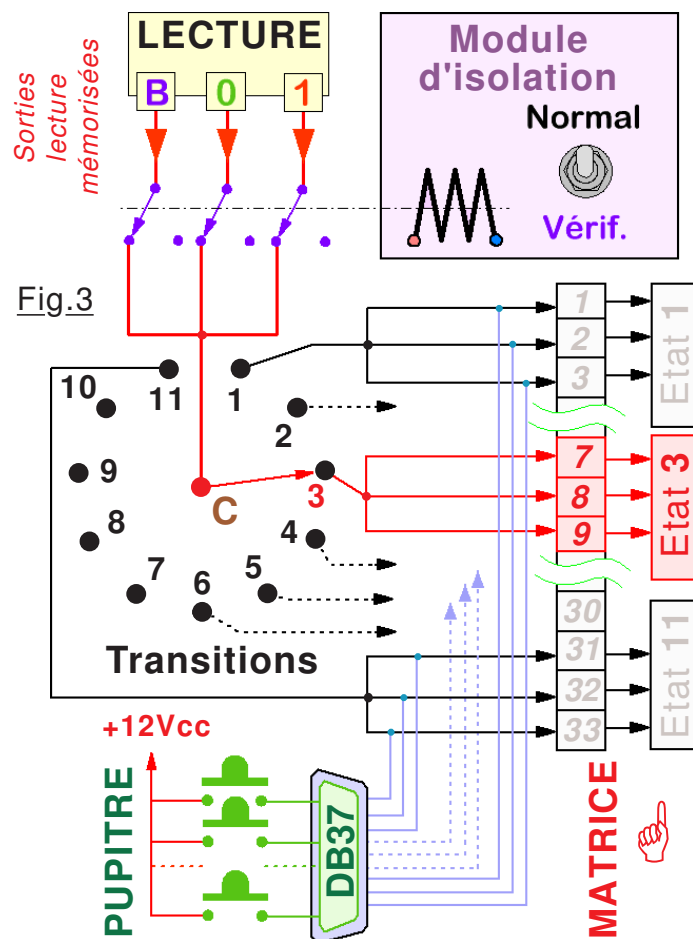 LECTURE
B 0 1
Sorties
lecture
mémorisées
Module
d'isolation
Normal
Vérif.
Fig.3
1
2
3
Etat 1
11
1
10
2
9
3
C
8
4
7
6
5
7
8
9
Etat 3
Transitions
30
31
32
33
Etat 11
+12Vcc
PUPITRE
DB37
MATRICE